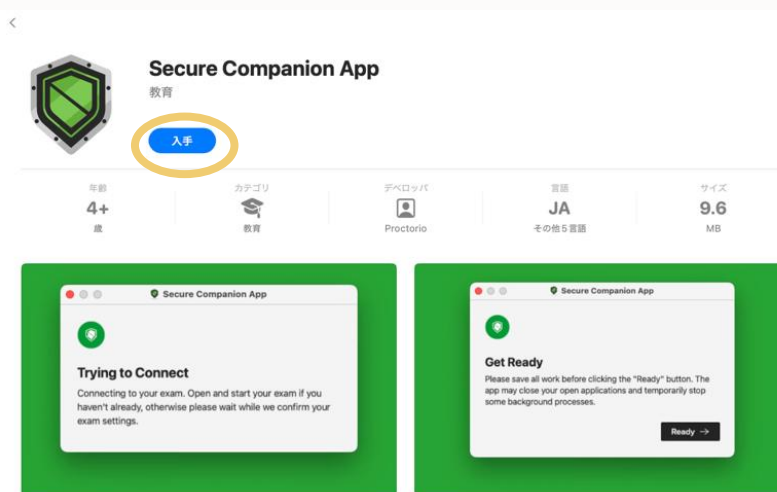 Secure Companion App
教育
入手
年齢
4+
歳
カテゴリ
教育
デベロッパ
Proctorio
言語
JA
その他5言語
サイズ
9.6
MB
Secure Companion App
Trying to Connect
Connecting to your exam. Open and start your exam if you
haven't already, otherwise please wait while we confirm your
exam settings.
Secure Companion App
Get Ready
Please save all work before clicking the "Ready" button. The
app may close your open applications and temporarily stop
some background processes.
Ready →